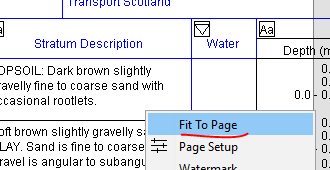 Transport Scotland
Aa
Aa
Stratum Description
Water
Depth (m
OPSOIL: Dark brown slightly
ravelly fine to coarse sand with
ccasional rootlets.
0.0
Fit To Page
Page Setup
Watermark
oft brown slightly gravelly sa
LAY. Sand is fine to coarse
ravel is angular to subangu